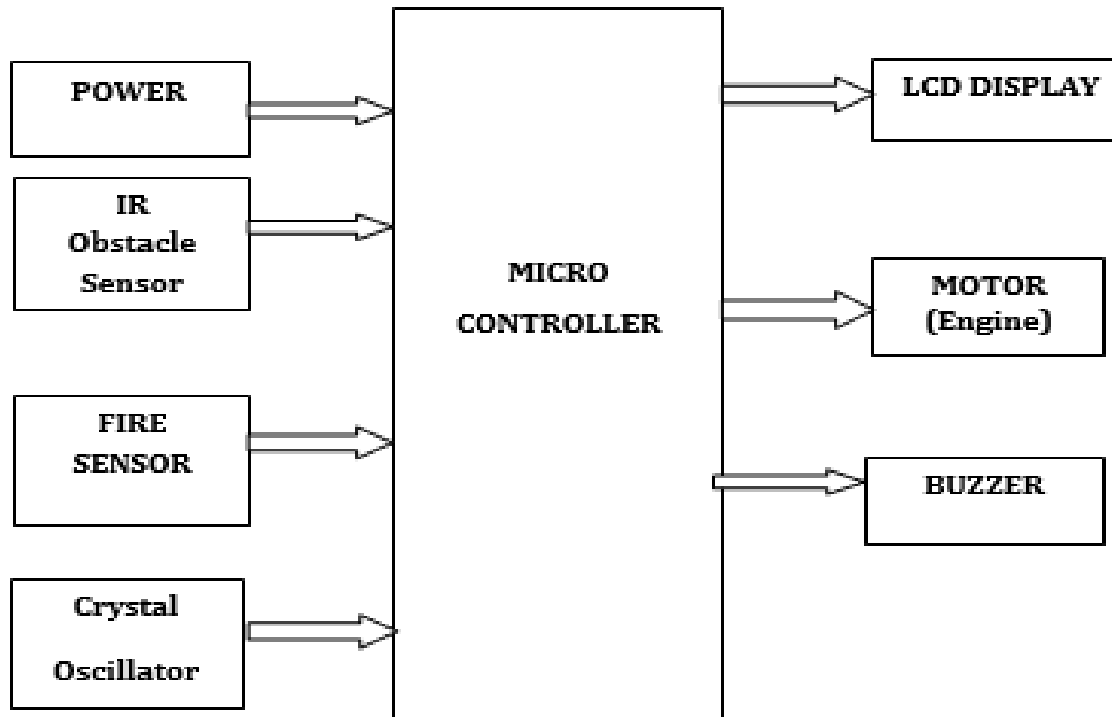 POWER
IR
Obstacle
Sensor
FIRE
SENSOR
Crystal
Oscillator
MICRO
CONTROLLER
LCD DISPLAY
MOTOR
(Engine)
BUZZER